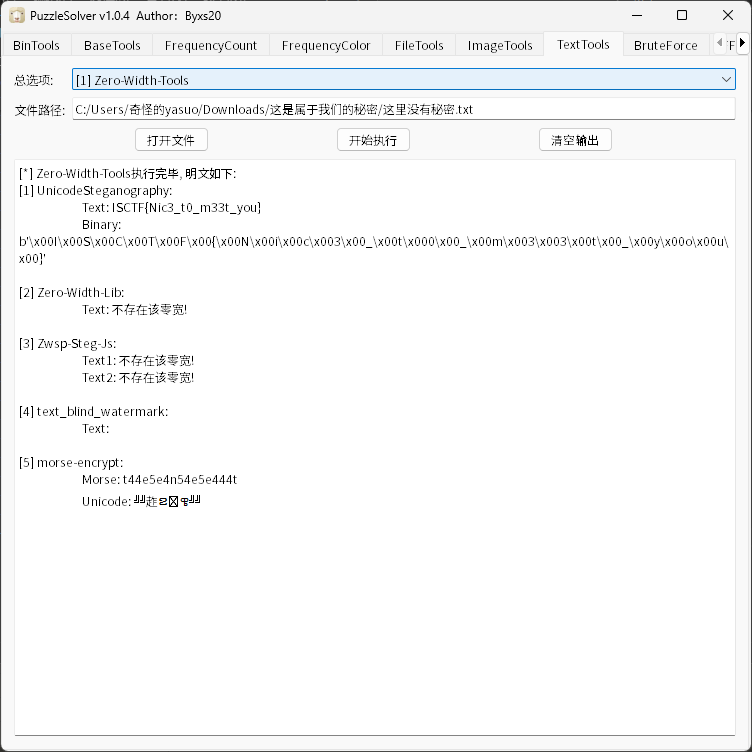 PuzzleSolver v1.0.4 Author：Byxs20
BinTools BaseTools FrequencyCount FrequencyColor FileTools ImageTools TextTools BruteForce
总选项: [1] Zero-Width-Tools
文件路径: C:/Users/奇怪的yasuo/Downloads/这是属于我们的秘密/这里没有秘密.txt
打开文件 开始执行 清空输出
[*] Zero-Width-Tools执行完毕, 明文如下:
[1] UnicodeSteganography:
Text: ISCTF{Nic3_t0_m33t_you}
Binary:
b'\x00I\x00S\x00C\x00T\x00F\x00{\x00N\x00i\x00c\x003\x00_\x00t\x000\x00_\x00m\x003\x003\x00t\x00_\x00y\x00o\x00u\
x00}'
[2] Zero-Width-Lib:
Text: 不存在该零宽!
[3] Zwsp-Steg-Js:
Text1: 不存在该零宽!
Text2: 不存在该零宽!
[4] text_blind_watermark:
Text:
[5] morse-encrypt:
Morse: t44e5e4n54e5e444t
Unicode: